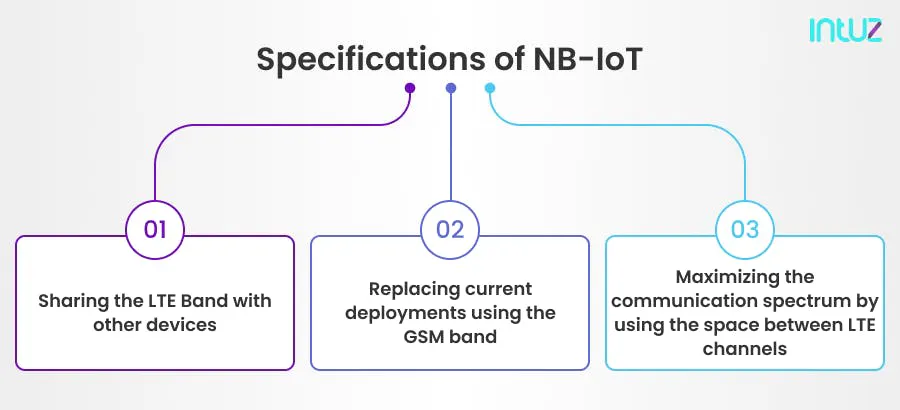 INTUZ
Specifications of NB-IoT
01
Sharing the LTE Band with
other devices
02
Replacing current
deployments using the
GSM band
03
Maximizing the
communication spectrum by
using the space between LTE
channels